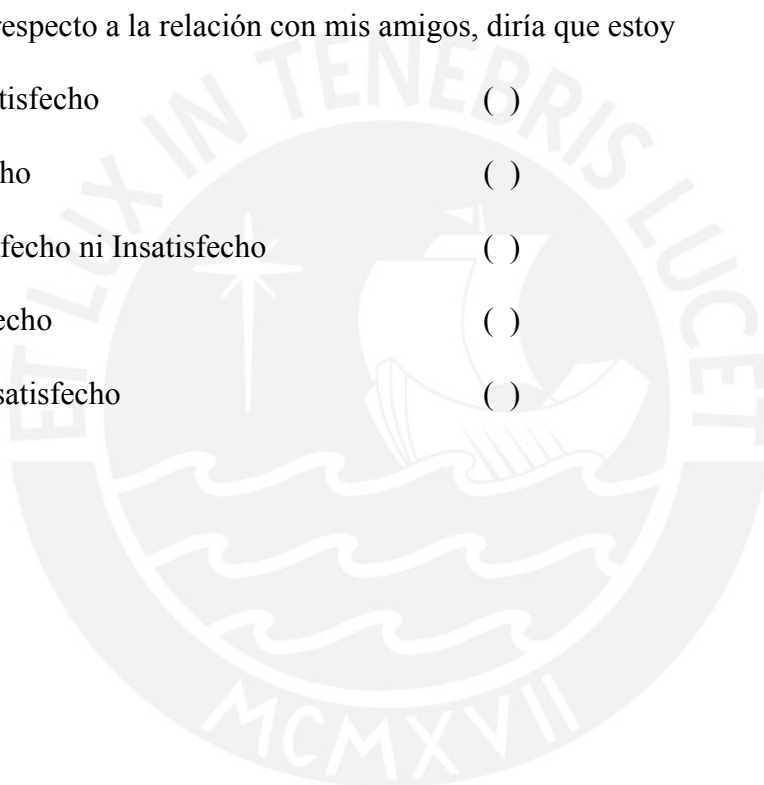 respecto a la relación con mis amigos, diría que estoy
tisfecho ( )
ho ( )
fecho ni Insatisfecho ( )
echo ( )
satisfecho ( )
ET LUX IN TENEBRIS LUCET
MCMXVII